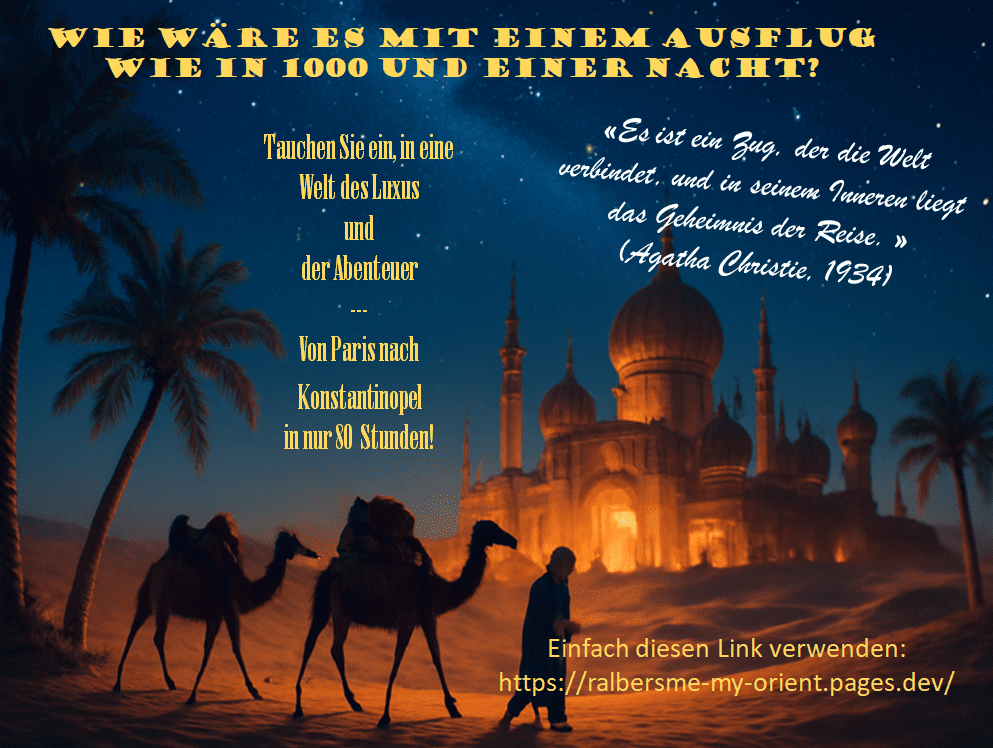 WIE WÄRE ES MIT EINEM AUSFLUG
WIE IN 1000 UND EINER NACHT?
Tauchen Sie ein, in eine
Welt des Luxus
und
der Abenteuer
---
Von Paris nach
Konstantinopel
in nur 80 Stunden!
«Es ist ein Zug, der die Welt
verbindet, und in seinem Inneren liegt
das Geheimnis der Reise. »
(Agatha Christie, 1934)
Einfach diesen Link verwenden:
https://ralbersme-my-orient.pages.dev/